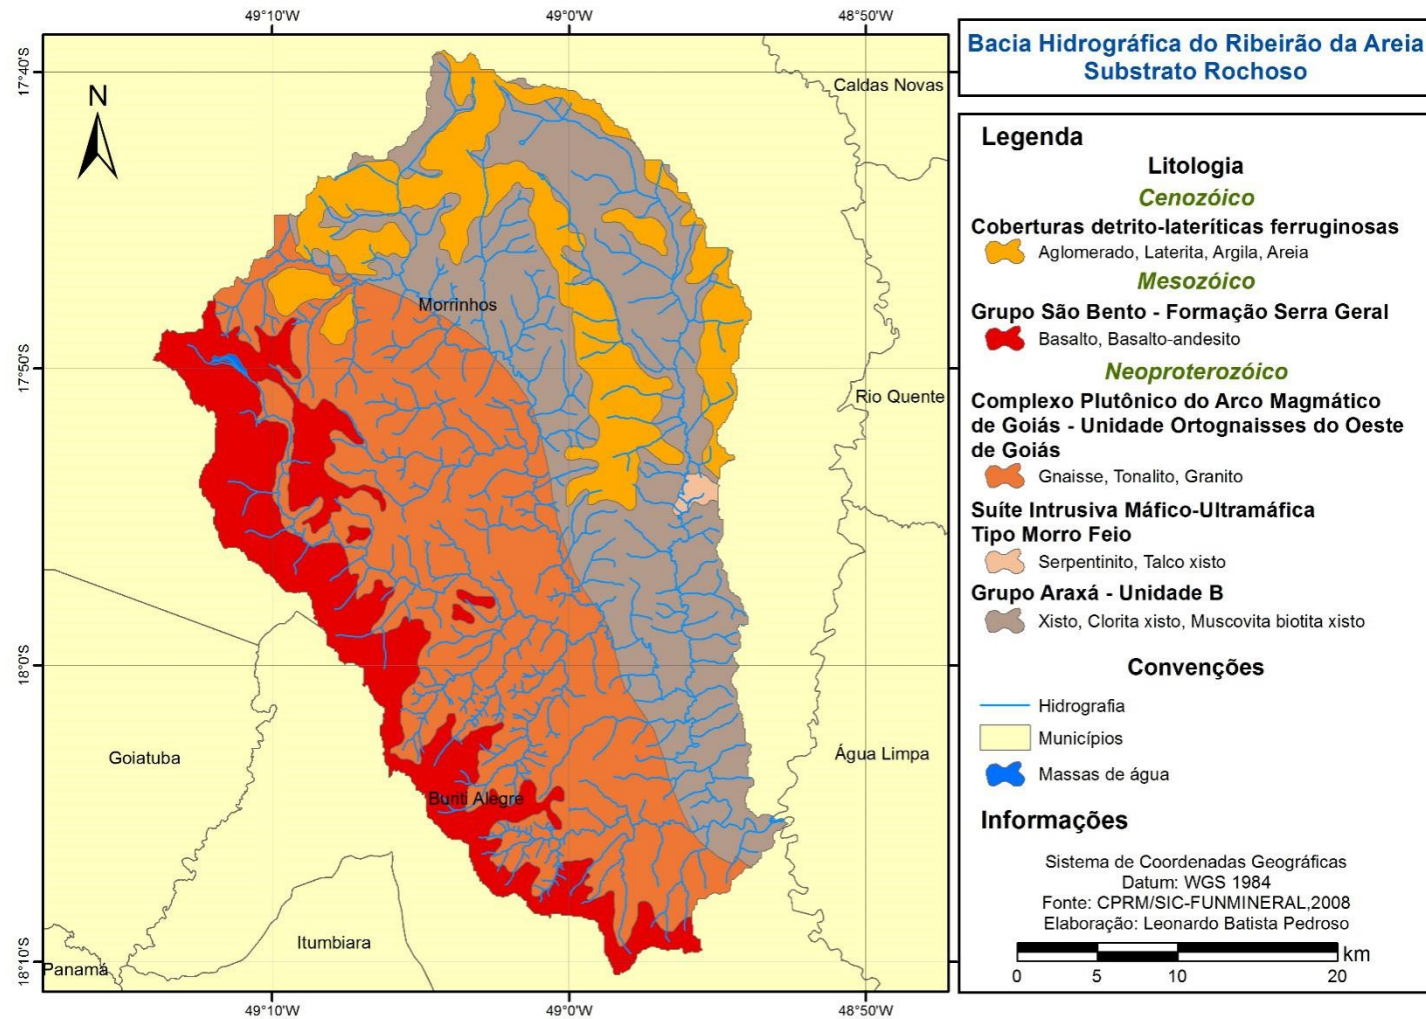 49°10'W
49°0'W
48°50'W
17°40'S
17°50'S
18°0'S
18°10'S
N
Caldas Novas
Morrinhos
Rio Quente
Goiatuba
Água Limpa
Buriti Alegre
Itumbiara
Panamá
49°10'W
49°0'W
48°50'W
Bacia Hidrográfica do Ribeirão da Areia
Substrato Rochoso
Legenda
Litologia
Cenozóico
Coberturas detrito-lateríticas ferruginosas
Aglomerado, Laterita, Argila, Areia
Mesozóico
Grupo São Bento - Formação Serra Geral
Basalto, Basalto-andesito
Neoproterozóico
Complexo Plutônico do Arco Magmático
de Goiás - Unidade Ortognaisses do Oeste
de Goiás
Gnaisse, Tonalito, Granito
Suíte Intrusiva Máfico-Ultramáfica
Tipo Morro Feio
Serpentinito, Talco xisto
Grupo Araxá - Unidade B
Xisto, Clorita xisto, Muscovita biotita xisto
Convenções
Hidrografia
Municípios
Massas de água
Informações
Sistema de Coordenadas Geográficas
Datum: WGS 1984
Fonte: CPRM/SIC-FUNMINERAL,2008
Elaboração: Leonardo Batista Pedroso
km
0 5 10 20